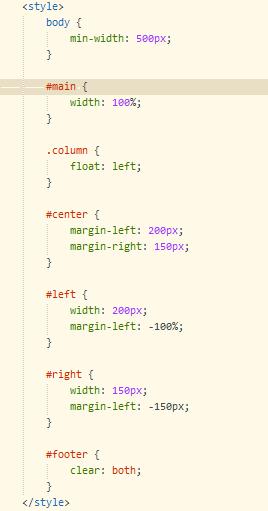 <style>
body {
min-width: 500px;
}
#main {
width: 100%;
}
.column {
float: left;
}
#center {
margin-left: 200px;
margin-right: 150px;
}
#left {
width: 200px;
margin-left: -100%;
}
#right {
width: 150px;
margin-left: -150px;
}
#footer {
clear: both;
}
</style>